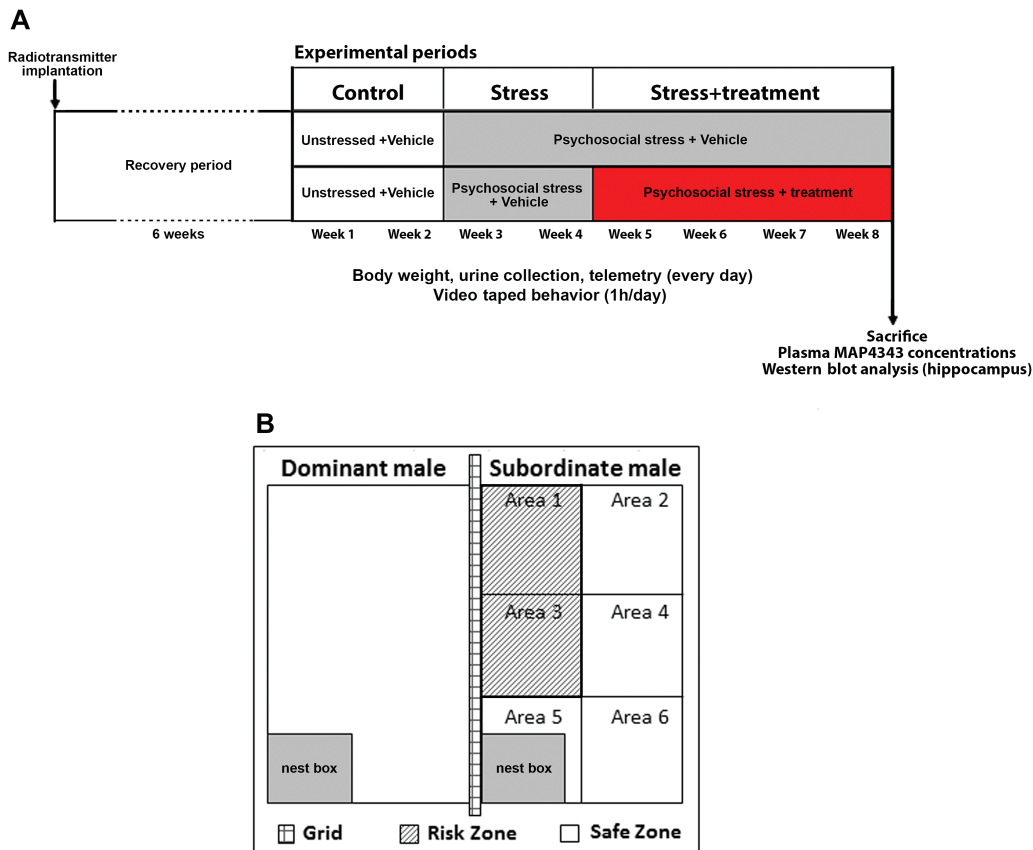 A
Radiotransmitter
implantation
Experimental periods
Control
Stress
Stress+treatment
Recovery period
Unstressed +Vehicle
Psychosocial stress + Vehicle
Unstressed +Vehicle
Psychosocial stress
+ Vehicle
Psychosocial stress + treatment
6 weeks
Week 1
Week 2
Week 3
Week 4
Week 5
Week 6
Week 7
Week 8
Body weight, urine collection, telemetry (every day)
Video taped behavior (1h/day)
Sacrifice
Plasma MAP4343 concentrations
Western blot analysis (hippocampus)
B
Dominant male
Subordinate male
Area 1
Area 2
Area 3
Area 4
Area 5
Area 6
nest box
nest box
Grid
Risk Zone
Safe Zone